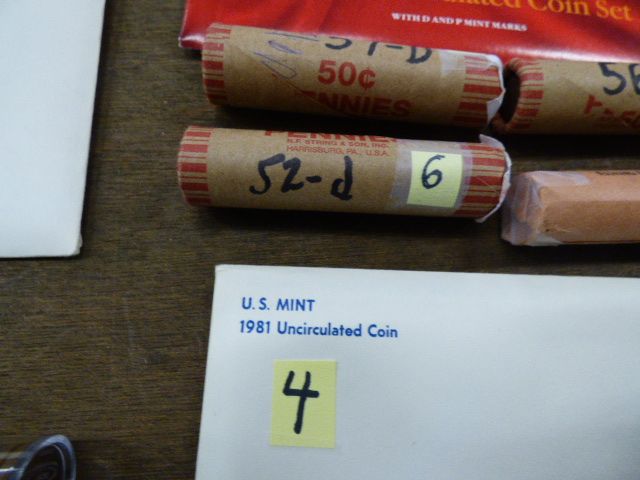 Coin Set
WITH D AND P MINT MARKS
57-D
50¢
PENNIES
56
PENNIES
N.F. STRING & SON, INC.
HARRISBURG, PA., U.S.A.
52-d
6
U.S. MINT
1981 Uncirculated Coin
4